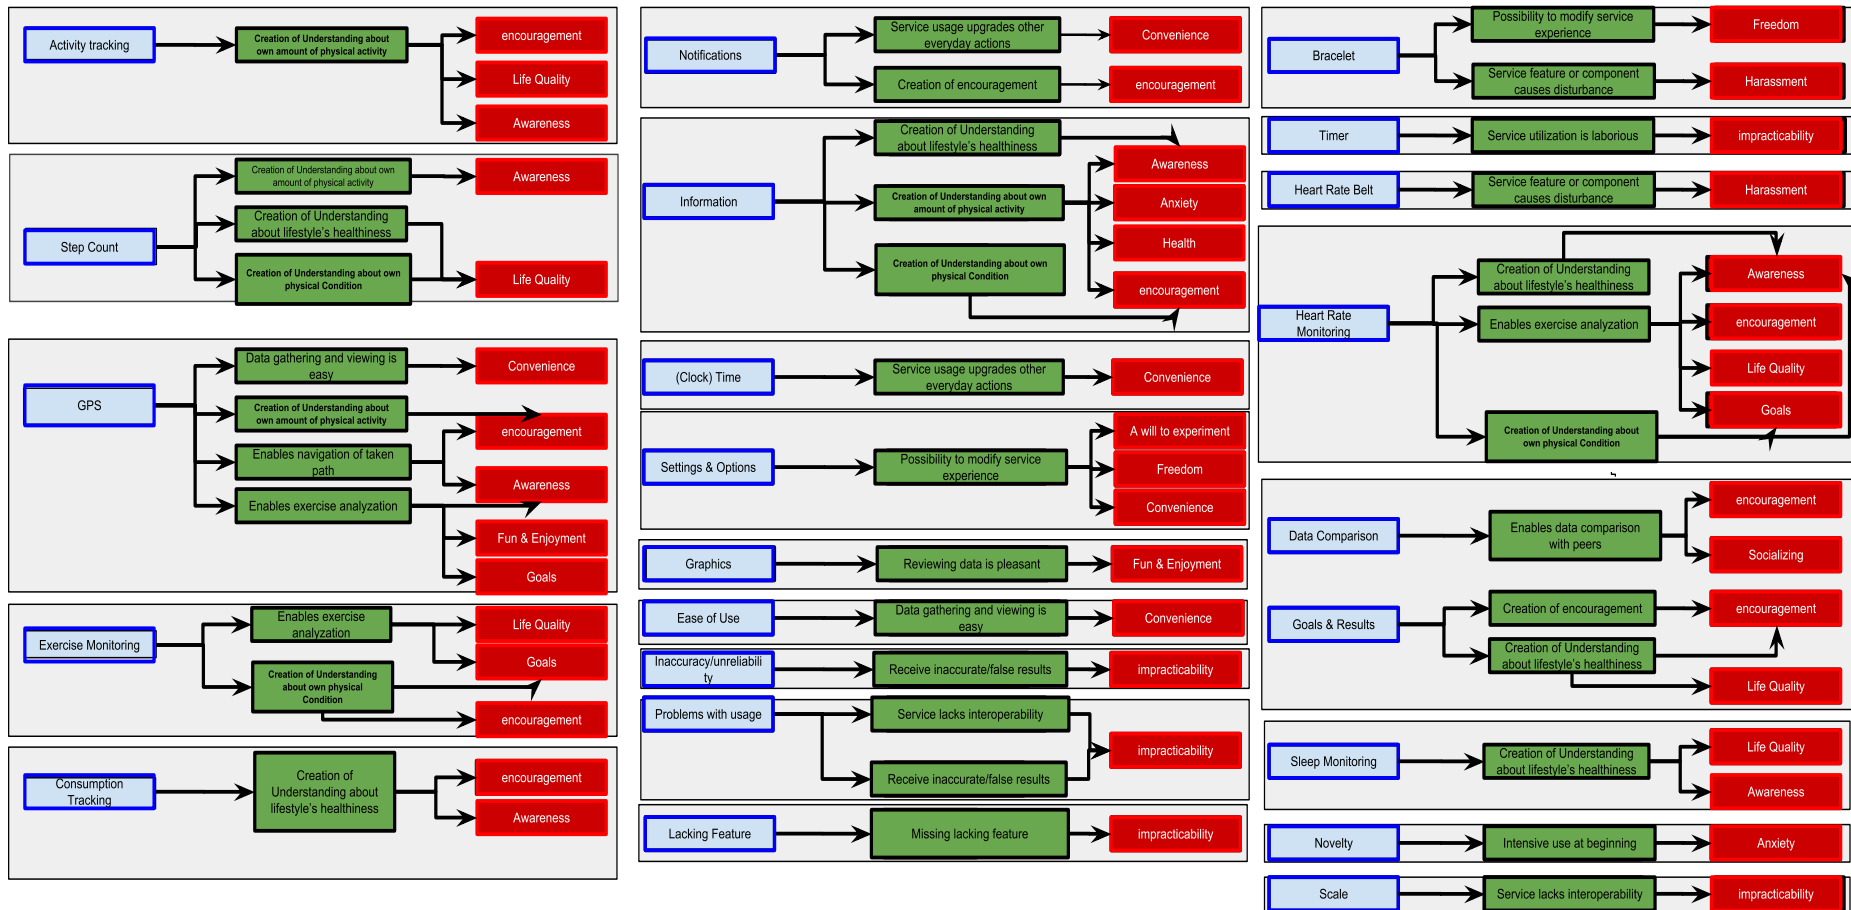 Activity tracking
Creation of Understanding about
own amount of physical activity
encouragement
Life Quality
Awareness
Step Count
Creation of Understanding about own
amount of physical activity
Creation of Understanding
about lifestyle's healthiness
Creation of Understanding about own
physical Condition
Awareness
Life Quality
GPS
Data gathering and viewing is
easy
Creation of Understanding about
own amount of physical activity
Enables navigation of taken
path
Enables exercise analyzation
Convenience
encouragement
Awareness
Fun & Enjoyment
Goals
Exercise Monitoring
Enables exercise
analyzation
Creation of Understanding
about own physical
Condition
Life Quality
Goals
encouragement
Consumption
Tracking
Creation of
Understanding about
lifestyle's healthiness
encouragement
Awareness
Notifications
Service usage upgrades other
everyday actions
Creation of encouragement
Convenience
encouragement
Information
Creation of Understanding
about lifestyle's healthiness
Creation of Understanding about own
amount of physical activity
Creation of Understanding about own
physical Condition
Awareness
Anxiety
Health
encouragement
(Clock) Time
Service usage upgrades other
everyday actions
Convenience
Settings & Options
Possibility to modify service
experience
A will to experiment
Freedom
Convenience
Graphics
Reviewing data is pleasant
Fun & Enjoyment
Ease of Use
Data gathering and viewing is
easy
Convenience
Inaccuracy/unreliabili
ty
Receive inaccurate/false results
impracticability
Problems with usage
Service lacks interoperability
Receive inaccurate/false results
impracticability
Lacking Feature
Missing lacking feature
impracticability
Bracelet
Possibility to modify service
experience
Service feature or component
causes disturbance
Freedom
Harassment
Timer
Service utilization is laborious
impracticability
Heart Rate Belt
Service feature or component
causes disturbance
Harassment
Heart Rate
Monitoring
Creation of Understanding
about lifestyle's healthiness
Enables exercise analyzation
Creation of Understanding about
own physical Condition
Awareness
encouragement
Life Quality
Goals
Data Comparison
Enables data comparison
with peers
encouragement
Socializing
Goals & Results
Creation of encouragement
Creation of Understanding
about lifestyle's healthiness
encouragement
Life Quality
Sleep Monitoring
Creation of Understanding
about lifestyle's healthiness
Life Quality
Awareness
Novelty
Intensive use at beginning
Anxiety
Scale
Service lacks interoperability
impracticability